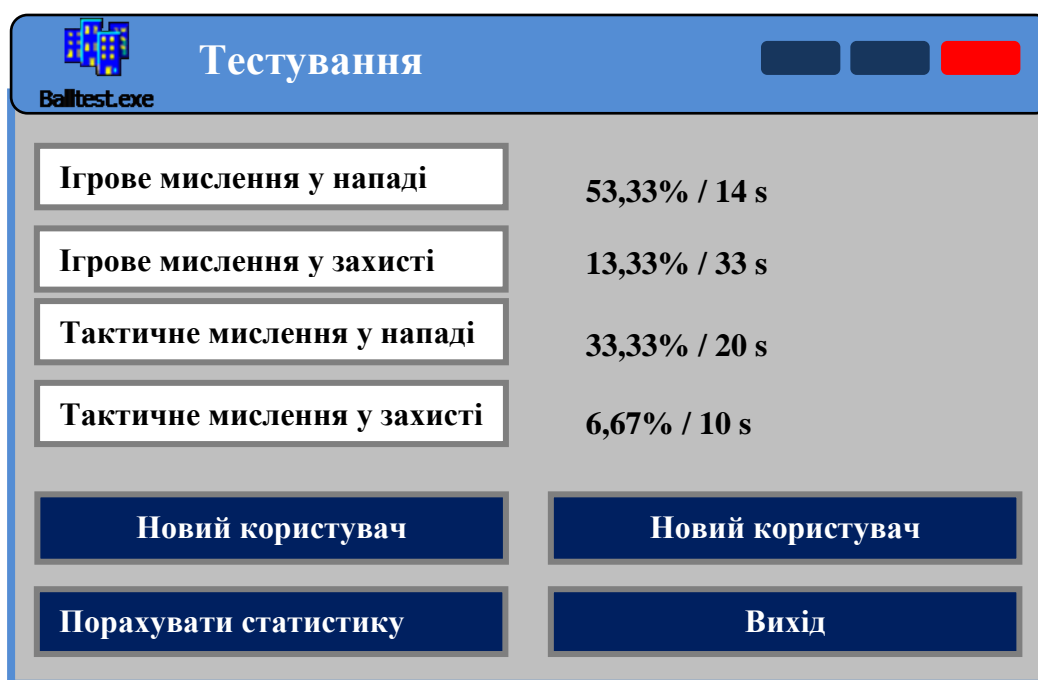 Тестування
Balltest.exe
Ігрове мислення у нападі
53,33% / 14 s
Ігрове мислення у захисті
13,33% / 33 s
Тактичне мислення у нападі
33,33% / 20 s
Тактичне мислення у захисті
6,67% / 10 s
Новий користувач
Новий користувач
Порахувати статистику
Вихід